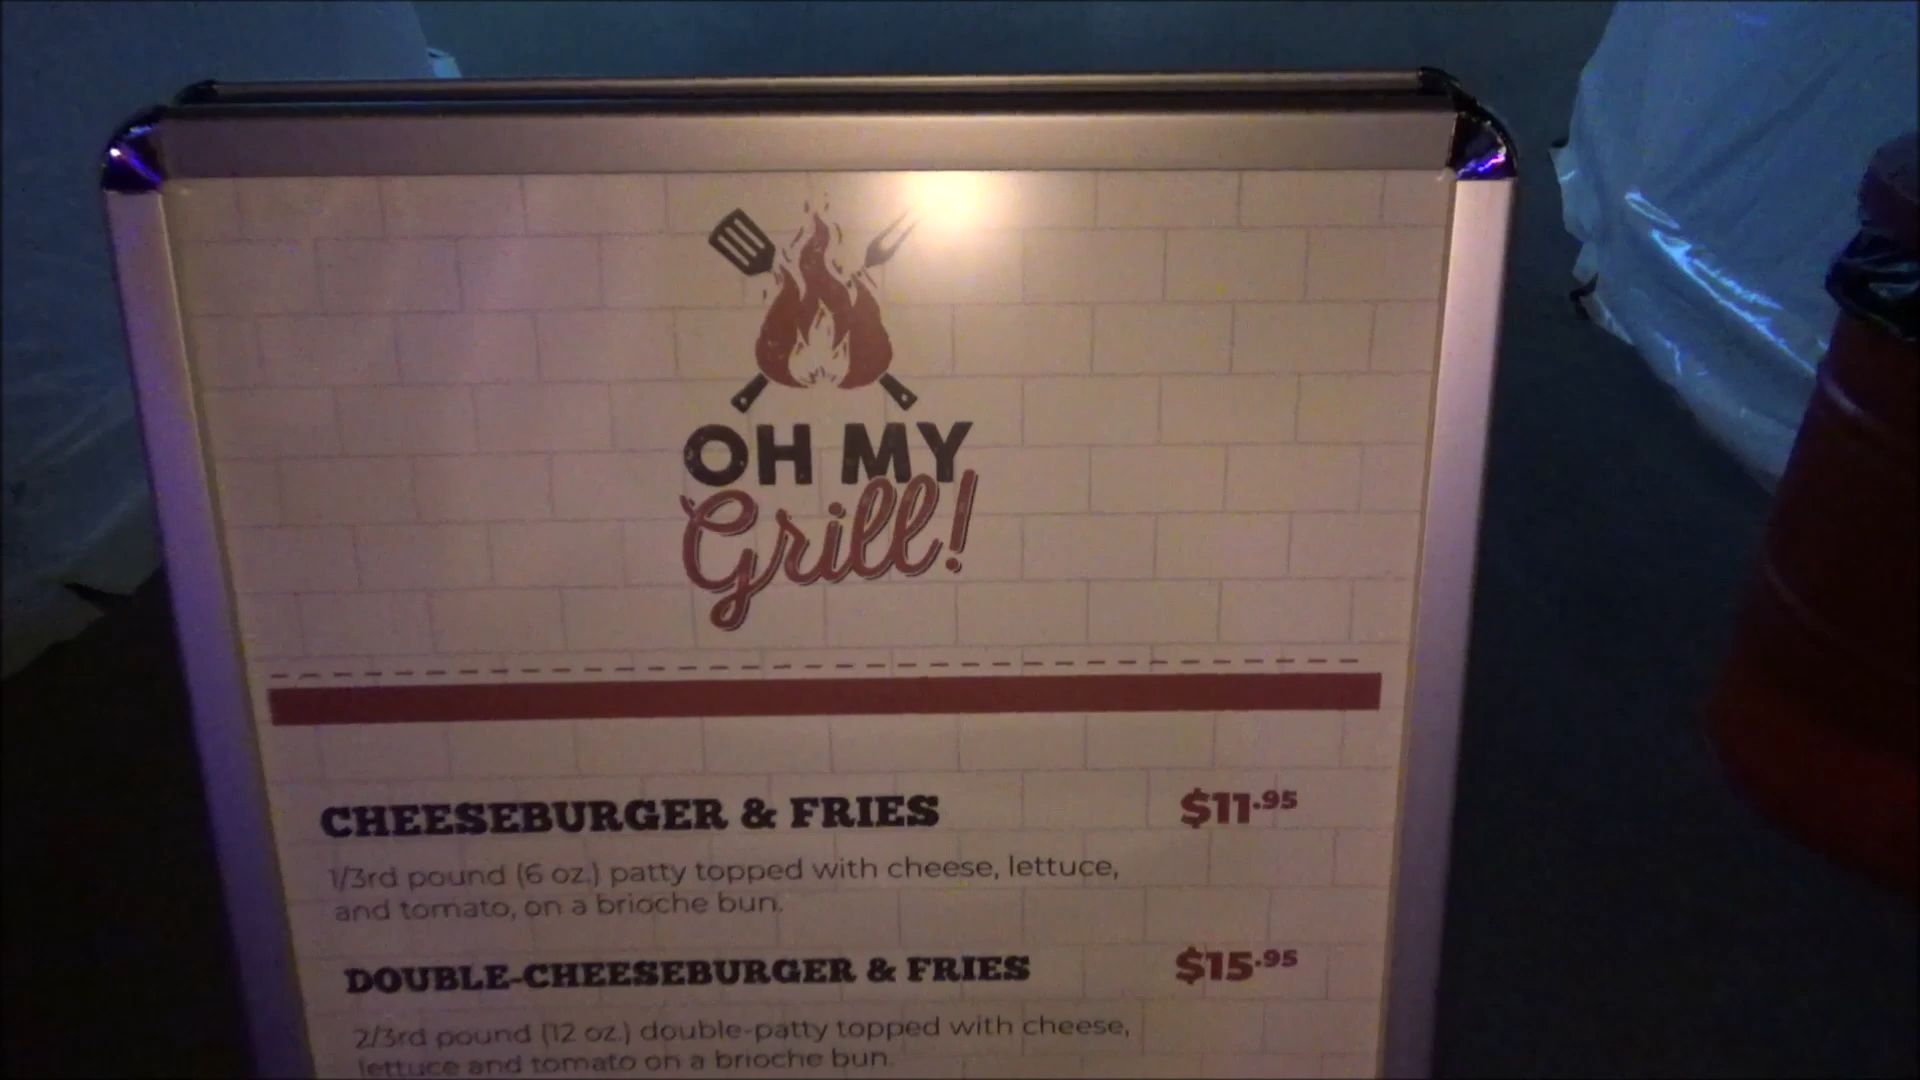 OH MY
Grill!
CHEESEBURGER & FRIES $11.95
1/3rd pound (6 oz.) patty topped with cheese, lettuce,
and tomato, on a brioche bun.
DOUBLE-CHEESEBURGER & FRIES $15.95
2/3rd pound (12 oz.) double-patty topped with cheese,
lettuce and tomato on a brioche bun.